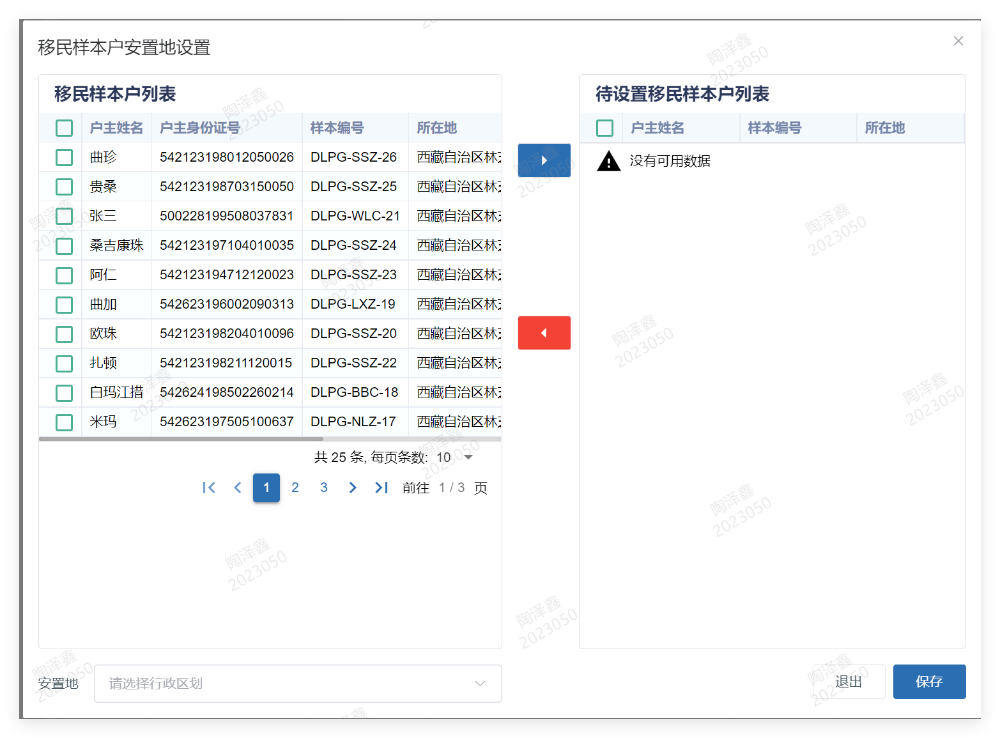 移民样本户安置地设置
移民样本户列表
户主姓名 户主身份证号 样本编号 所在地
曲珍 542123198012050026 DLPG-SSZ-26 西藏自治区林
贵桑 542123198703150050 DLPG-SSZ-25 西藏自治区林
张三 500228199508037831 DLPG-WLC-21 西藏自治区林
桑吉康珠 542123197104010035 DLPG-SSZ-24 西藏自治区林
阿仁 542123194712120023 DLPG-SSZ-23 西藏自治区林
曲加 542623196002090313 DLPG-LXZ-19 西藏自治区林
欧珠 542123198204010096 DLPG-SSZ-20 西藏自治区林
扎顿 542123198211120015 DLPG-SSZ-22 西藏自治区林
白玛江措 542624198502260214 DLPG-BBC-18 西藏自治区林
米玛 542623197505100637 DLPG-NLZ-17 西藏自治区林
共 25 条, 每页条数: 10
1 2 3 前往 1 / 3 页
待设置移民样本户列表
户主姓名 样本编号 所在地
没有可用数据
安置地 请选择行政区划
退出 保存
陶泽鑫
2023050